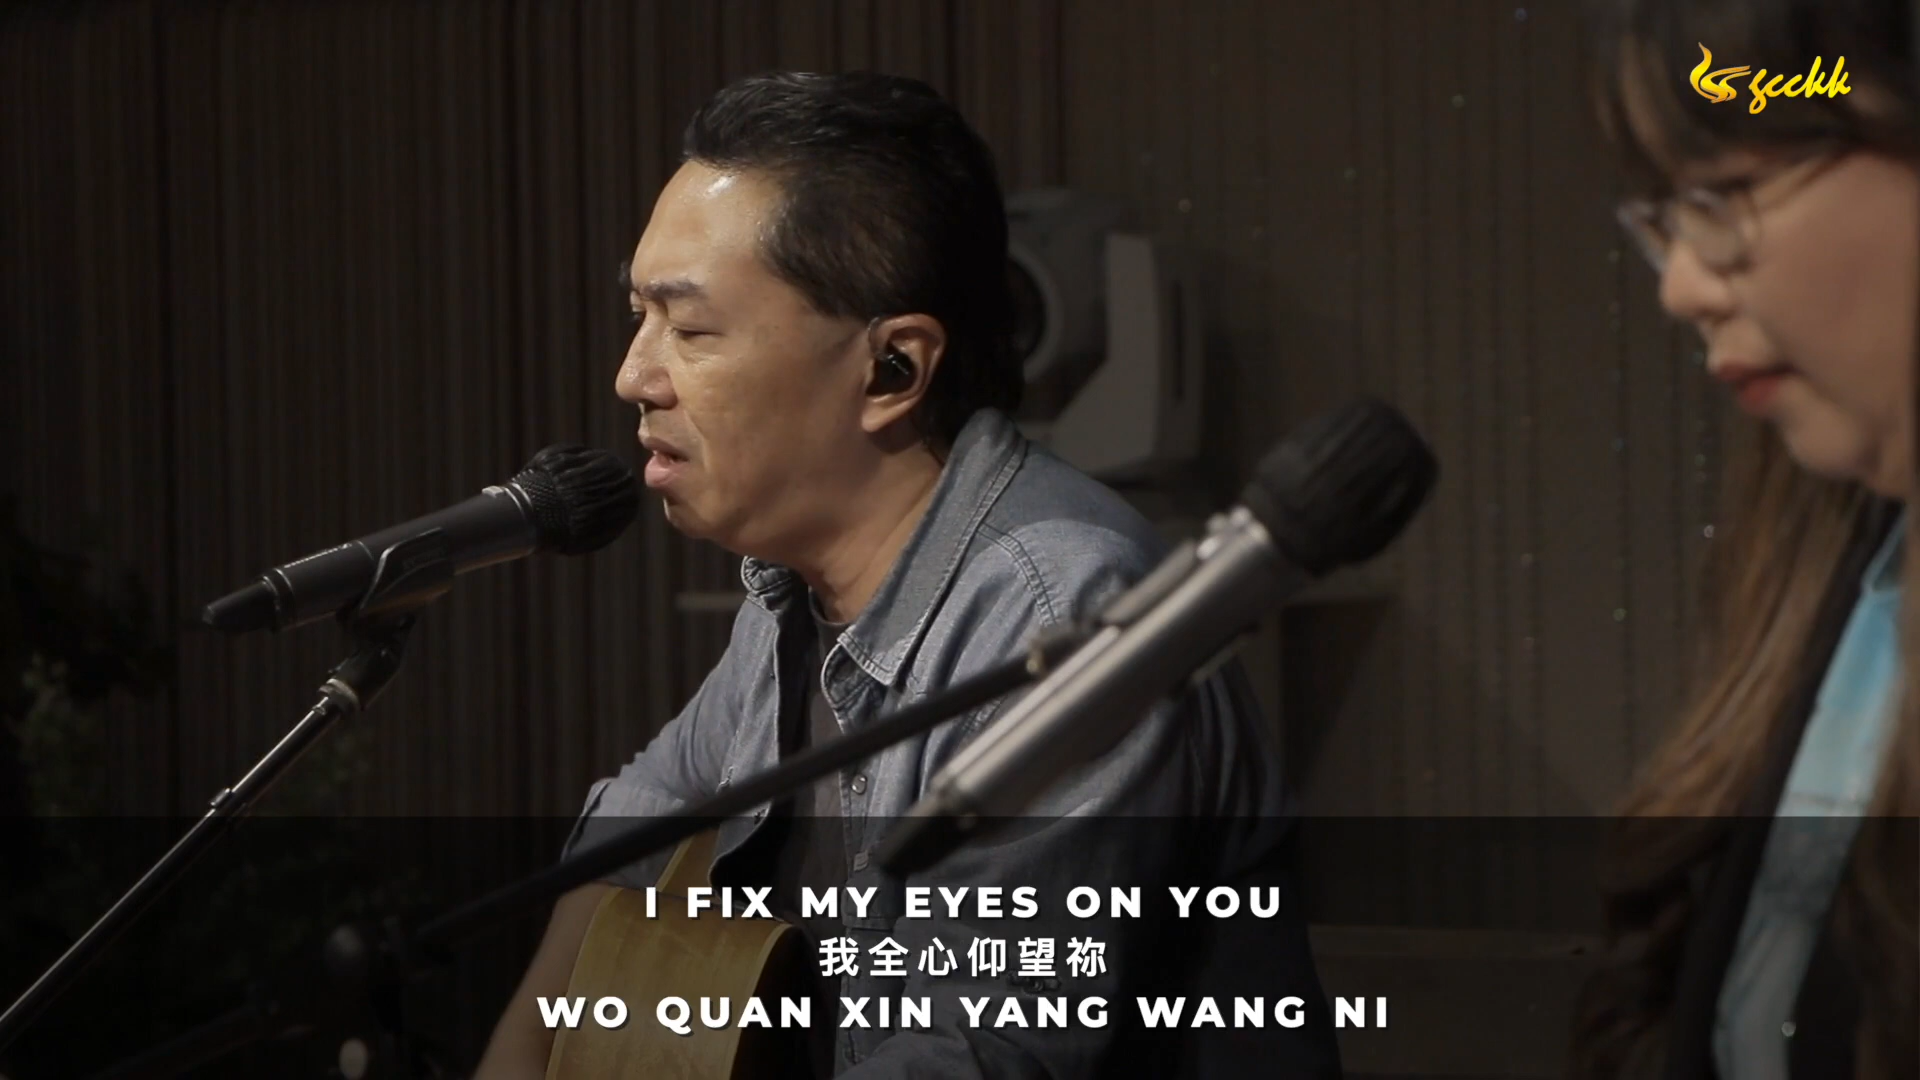 gcckk
I FIX MY EYES ON YOU
我全心仰望祢
WO QUAN XIN YANG WANG NI